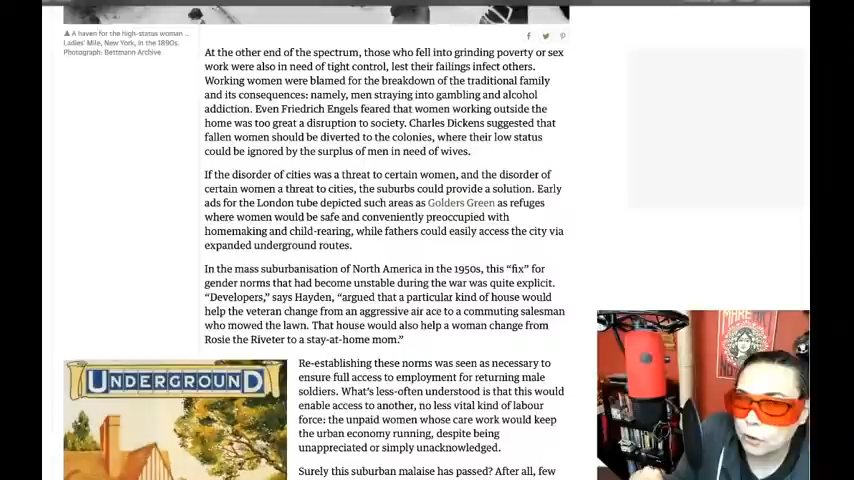 ▲ A haven for the high-status woman ...
Ladies' Mile, New York, in the 1890s.
Photograph: Bettmann Archive
At the other end of the spectrum, those who fell into grinding poverty or sex
work were also in need of tight control, lest their failings infect others.
Working women were blamed for the breakdown of the traditional family
and its consequences: namely, men straying into gambling and alcohol
addiction. Even Friedrich Engels feared that women working outside the
home was too great a disruption to society. Charles Dickens suggested that
fallen women should be diverted to the colonies, where their low status
could be ignored by the surplus of men in need of wives.
If the disorder of cities was a threat to certain women, and the disorder of
certain women a threat to cities, the suburbs could provide a solution. Early
ads for the London tube depicted such areas as Golders Green as refuges
where women would be safe and conveniently preoccupied with
homemaking and child-rearing, while fathers could easily access the city via
expanded underground routes.
In the mass suburbanisation of North America in the 1950s, this “fix” for
gender norms that had become unstable during the war was quite explicit.
“Developers,” says Hayden, “argued that a particular kind of house would
help the veteran change from an aggressive air ace to a commuting salesman
who mowed the lawn. That house would also help a woman change from
Rosie the Riveter to a stay-at-home mom.”
UNDERGROUND
Re-establishing these norms was seen as necessary to
ensure full access to employment for returning male
soldiers. What's less-often understood is that this would
enable access to another, no less vital kind of labour
force: the unpaid women whose care work would keep
the urban economy running, despite being
unappreciated or simply unacknowledged.
Surely this suburban malaise has passed? After all, few
MAKE